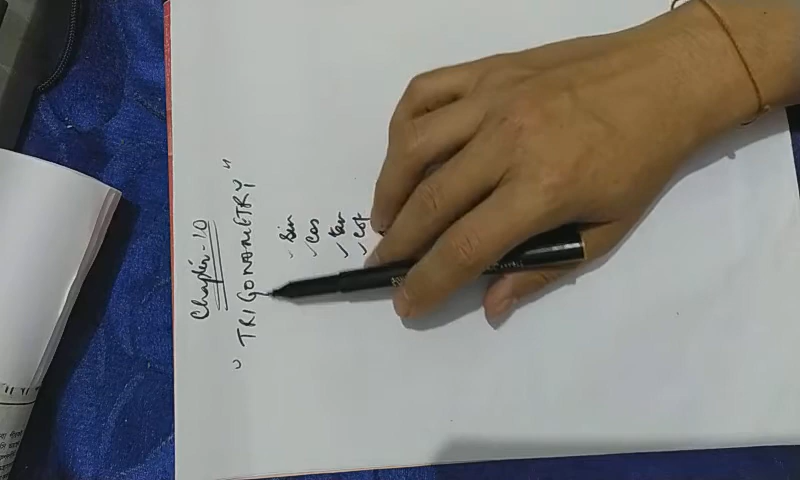 Chapter-10
"TRIGONOMETRY"
✓ Sin
✓ Cos
✓ tan
✓ Cot